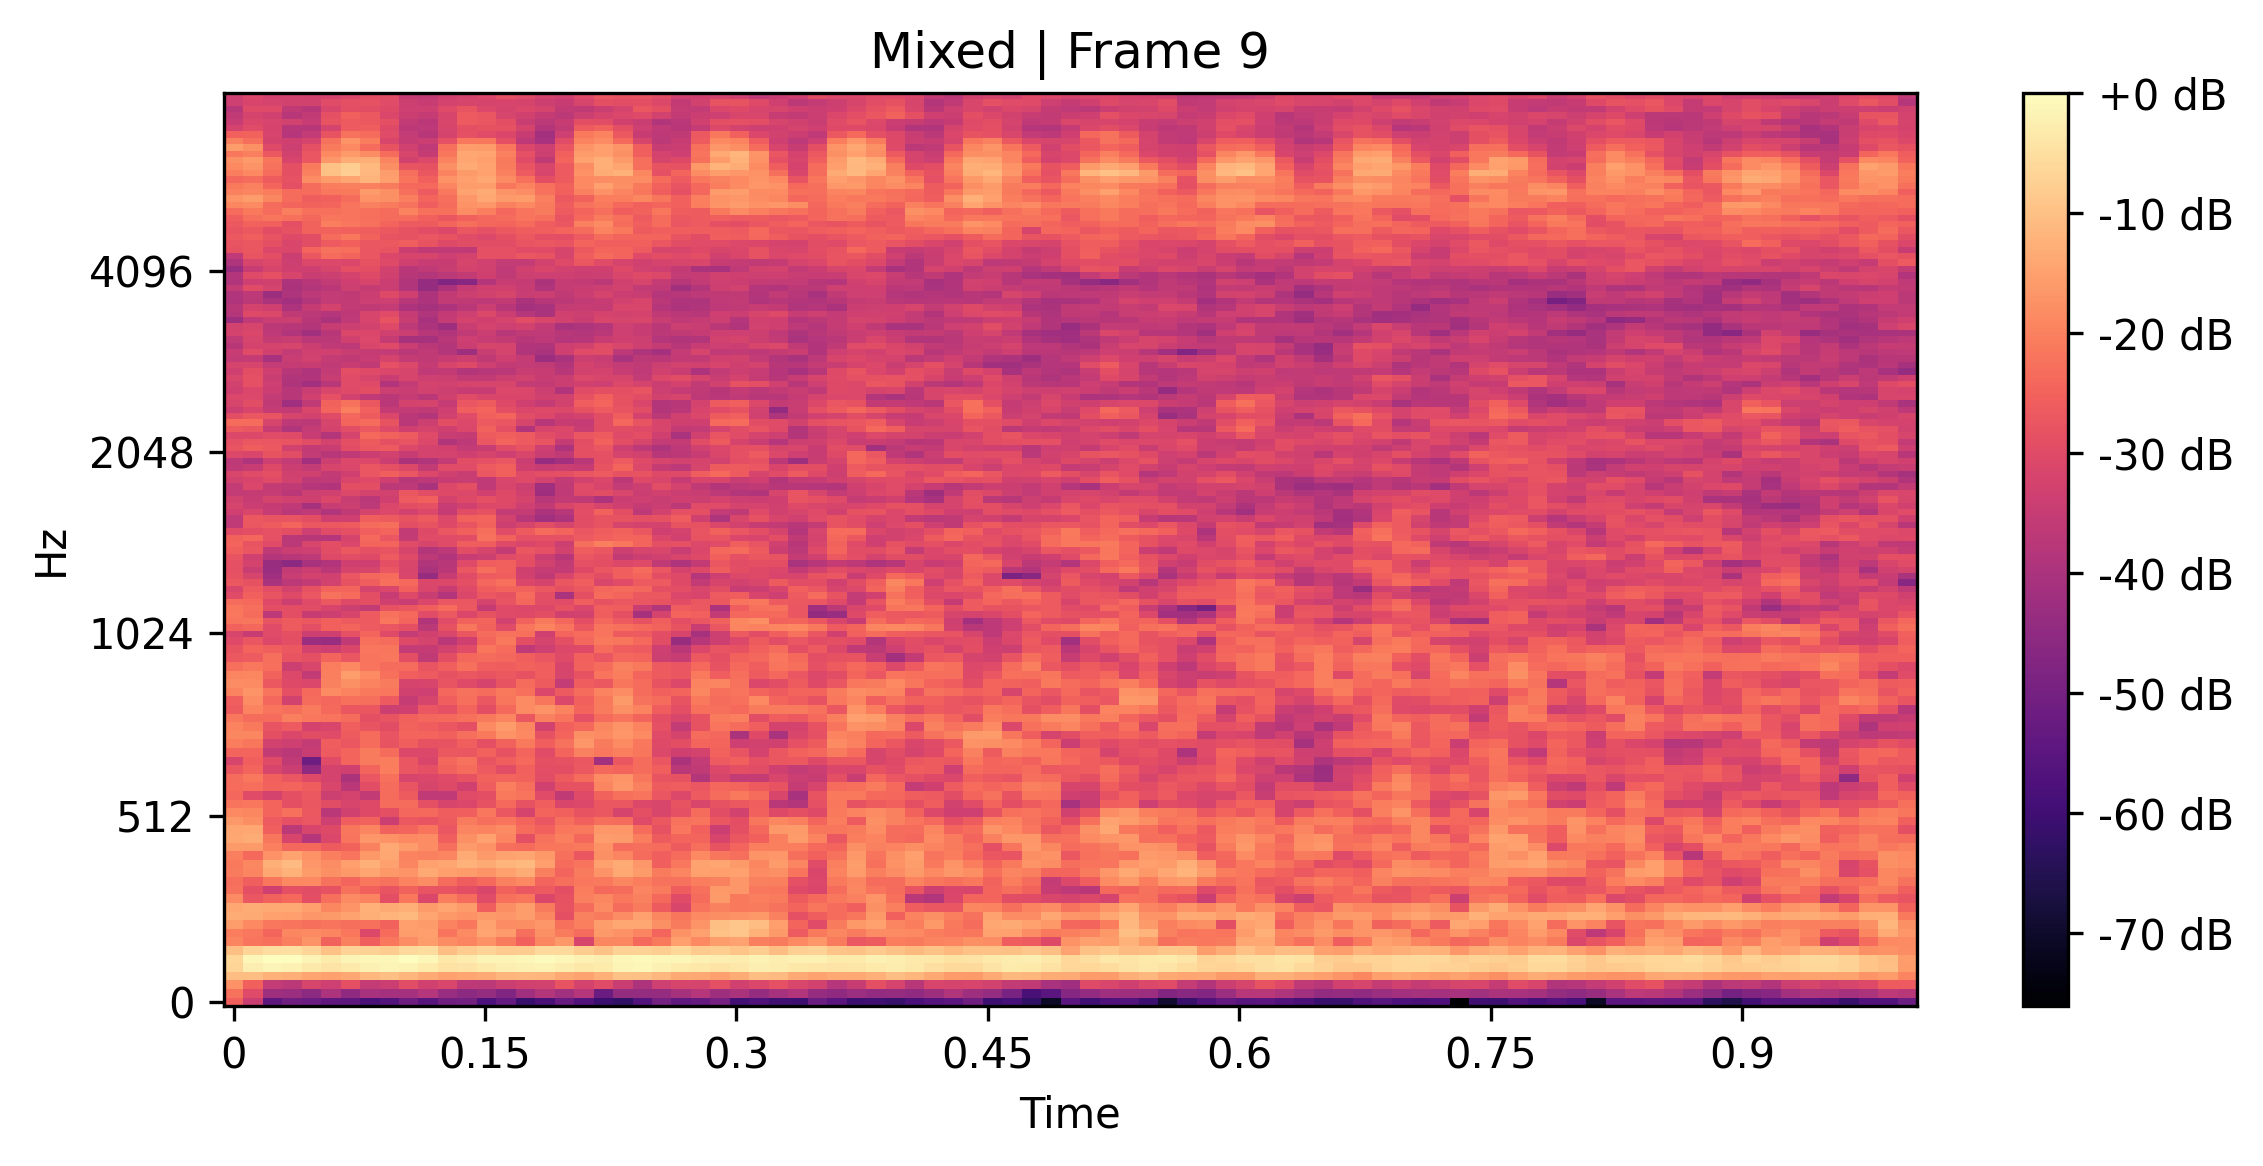 Mixed | Frame 9
+0 dB
-10 dB
-20 dB
-30 dB
-40 dB
-50 dB
-60 dB
-70 dB
Hz
4096
2048
1024
512
0
0 0.15 0.3 0.45 0.6 0.75 0.9
Time